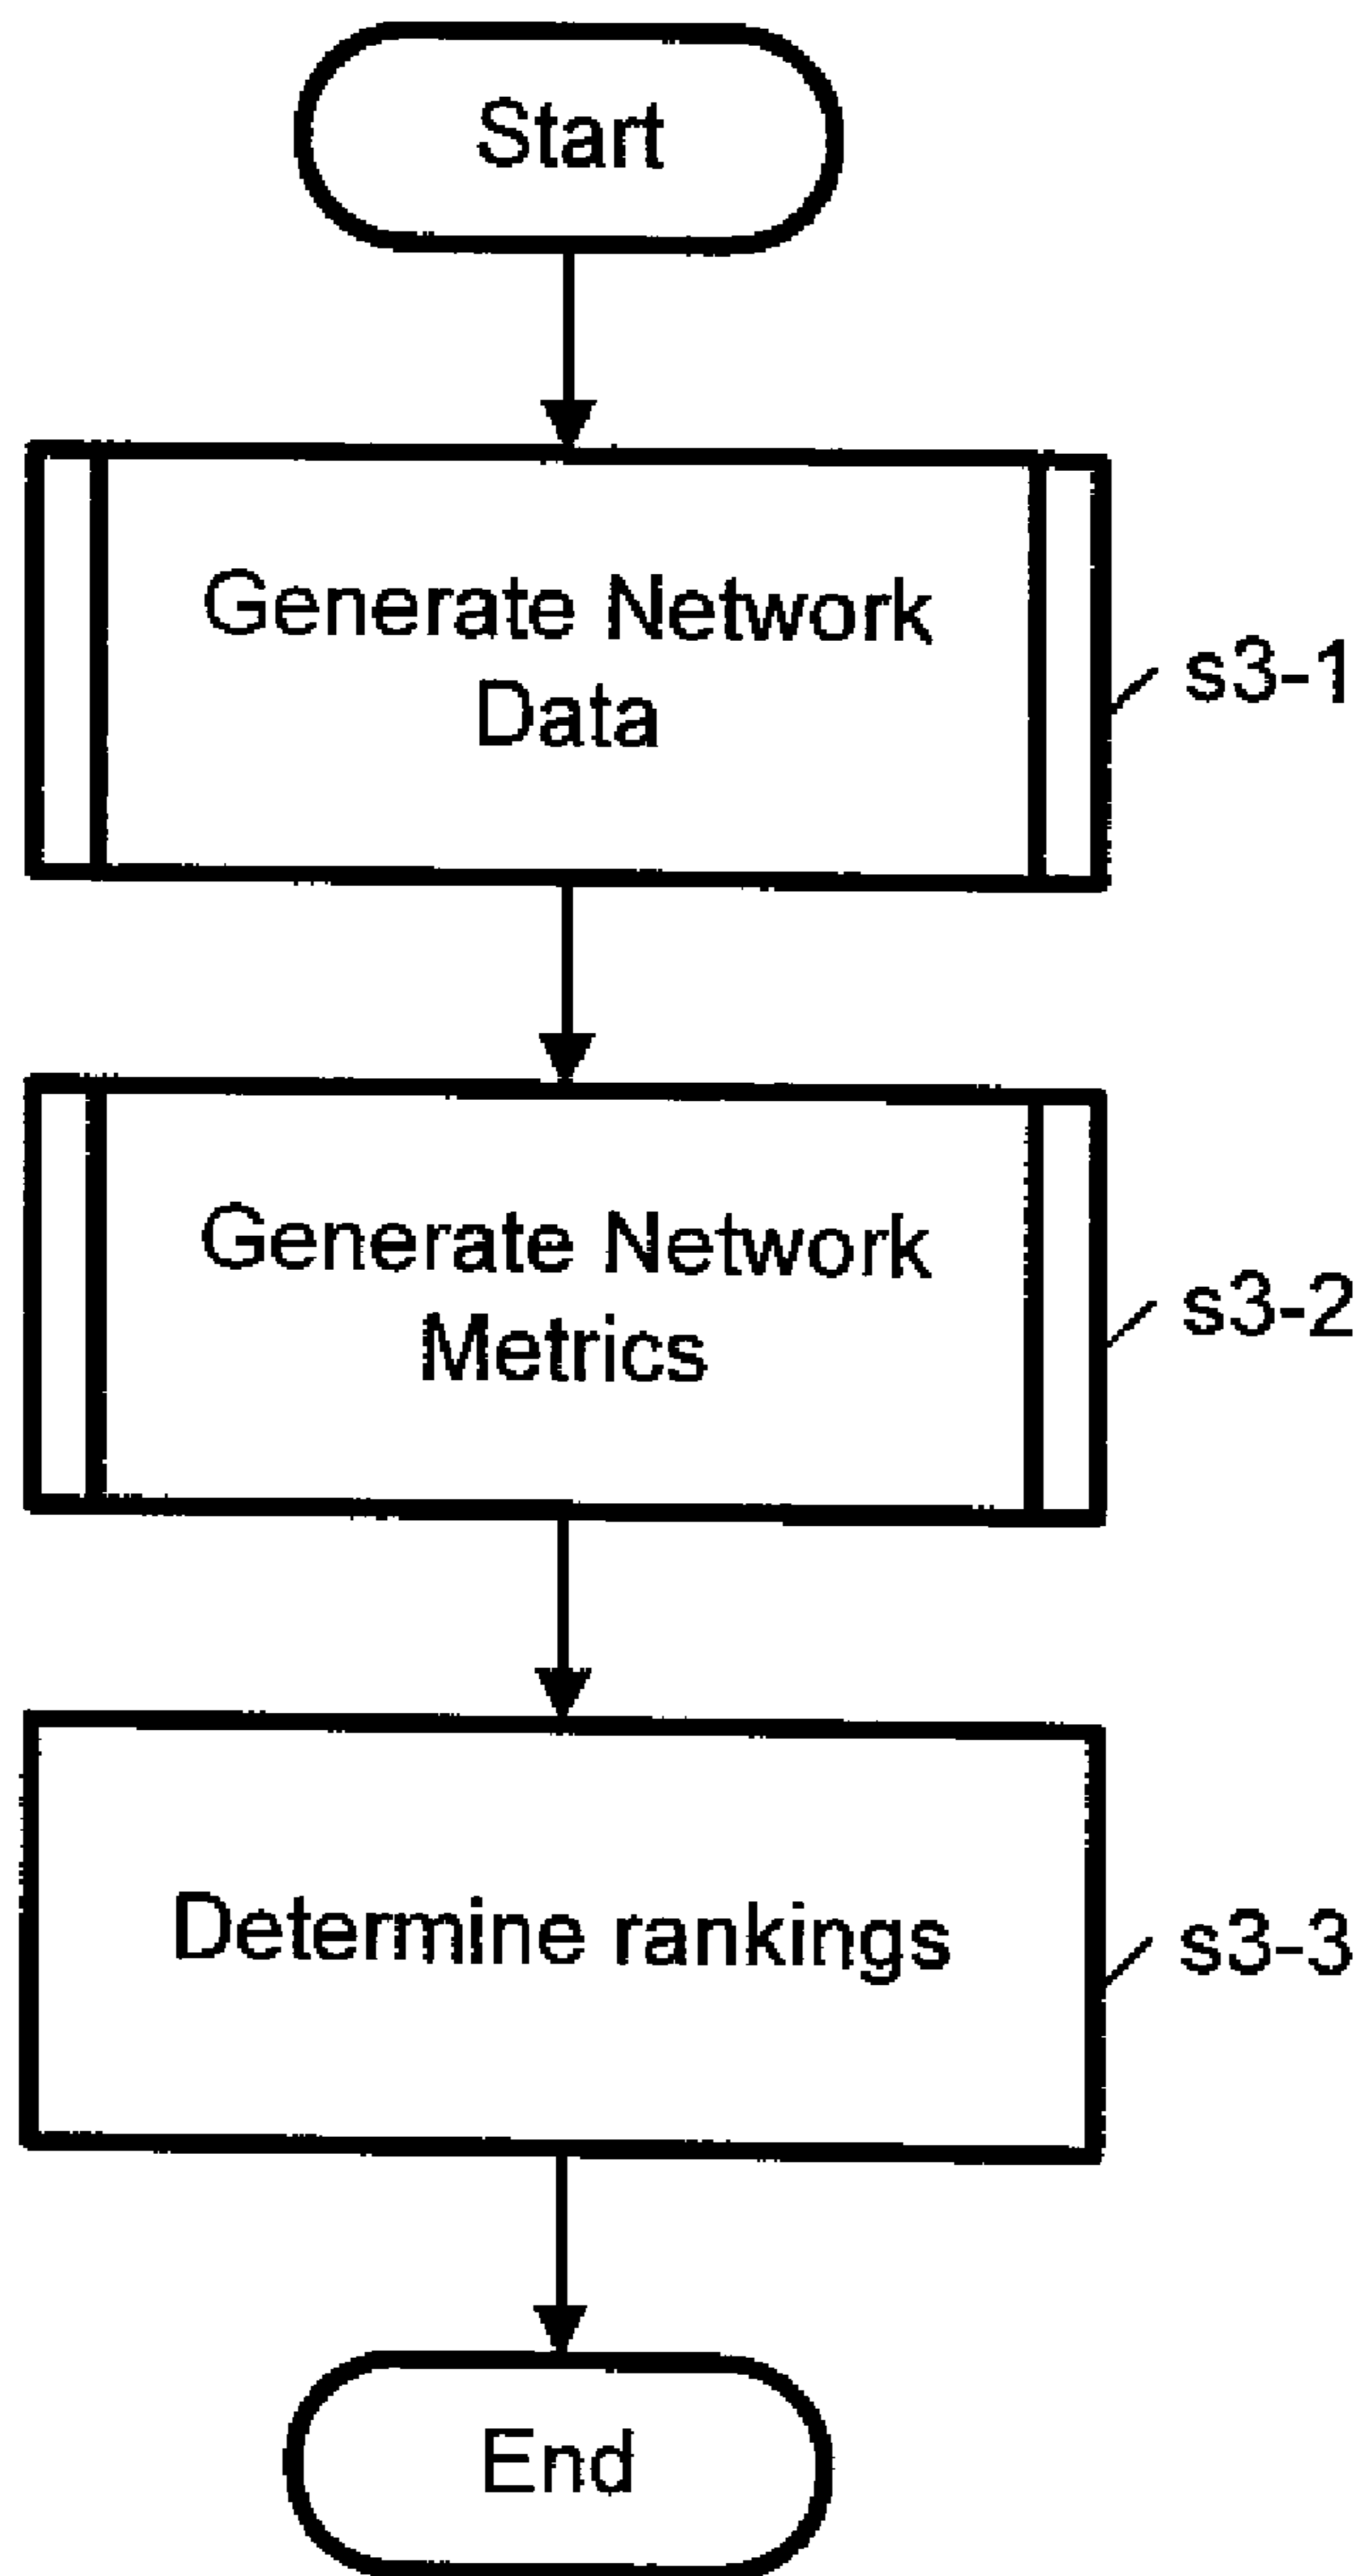 Start
Generate Network
Data
s3-1
Generate Network
Metrics
s3-2
Determine rankings
s3-3
End